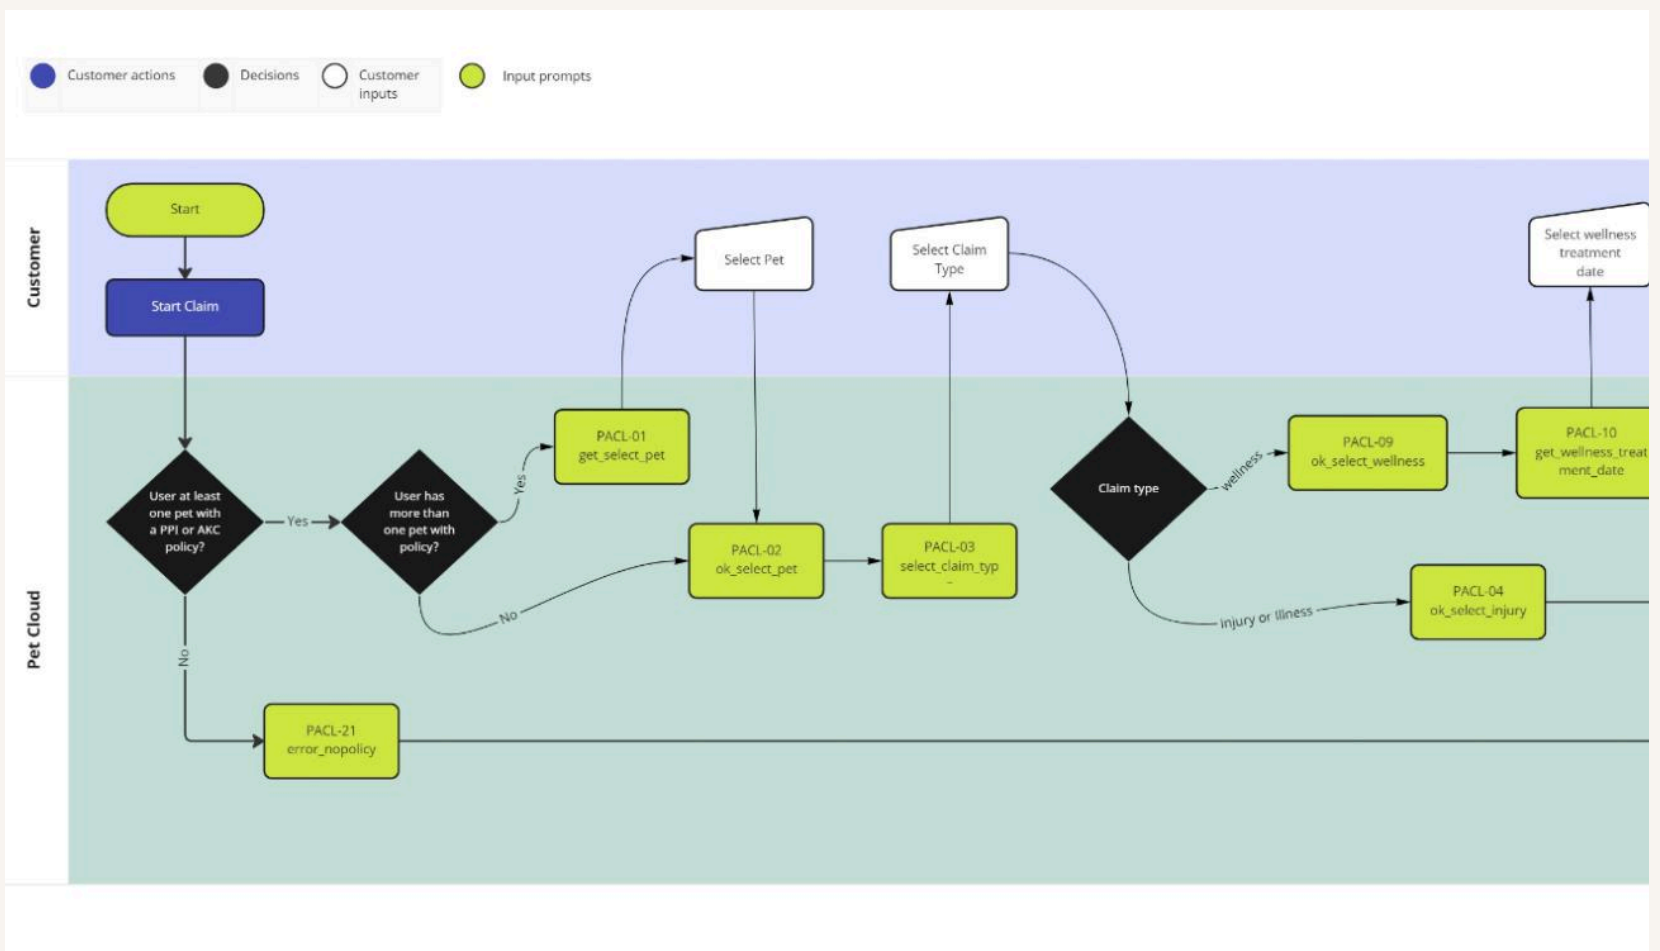 Customer actions
Decisions
Customer
inputs
Input prompts
Customer
Start
Start Claim
Select Pet
Select Claim
Type
Select wellness
treatment
date
Pet Cloud
User at least
one pet with
a PPI or AKC
policy?
Yes
User has
more than
one pet with
policy?
Yes
PACL-01
get_select_pet
No
PACL-02
ok_select_pet
PACL-03
select_claim_typ
_
Claim type
wellness
PACL-09
ok_select_wellness
PACL-10
get_wellness_treat
ment_date
Injury or Illness
PACL-04
ok_select_injury
No
PACL-21
error_nopolicy